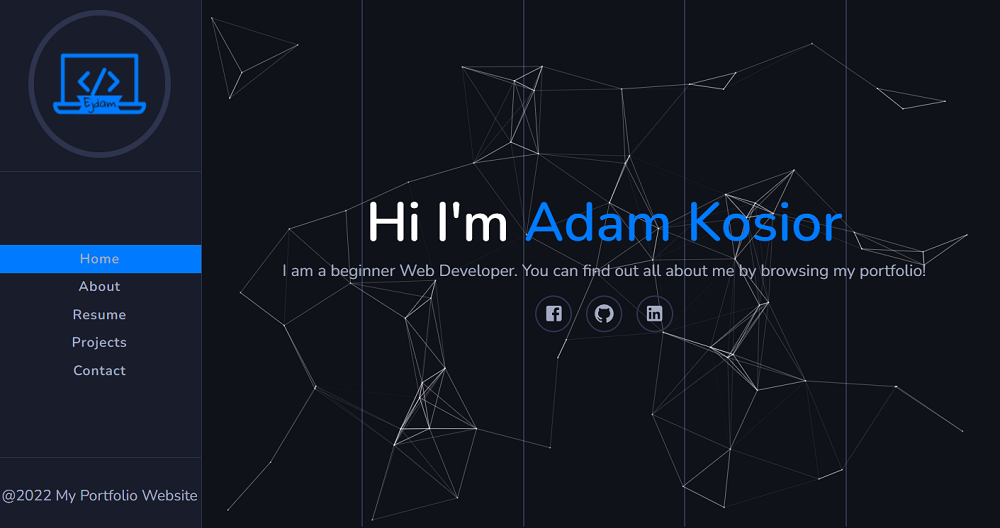 </>
Ejdam
Home
About
Resume
Projects
Contact
@2022 My Portfolio Website
Hi I'm Adam Kosior
I am a beginner Web Developer. You can find out all about me by browsing my portfolio!